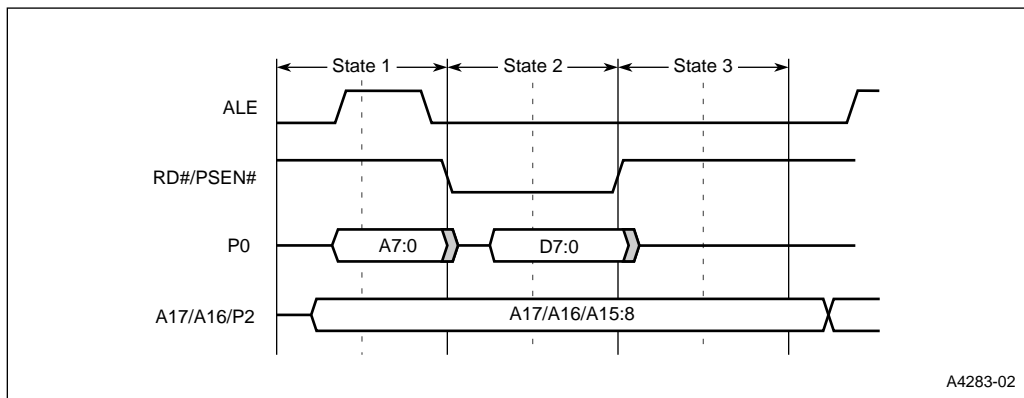 State 1 State 2 State 3
ALE
RD#/PSEN#
P0 A7:0 D7:0
A17/A16/P2 A17/A16/A15:8
A4283-02